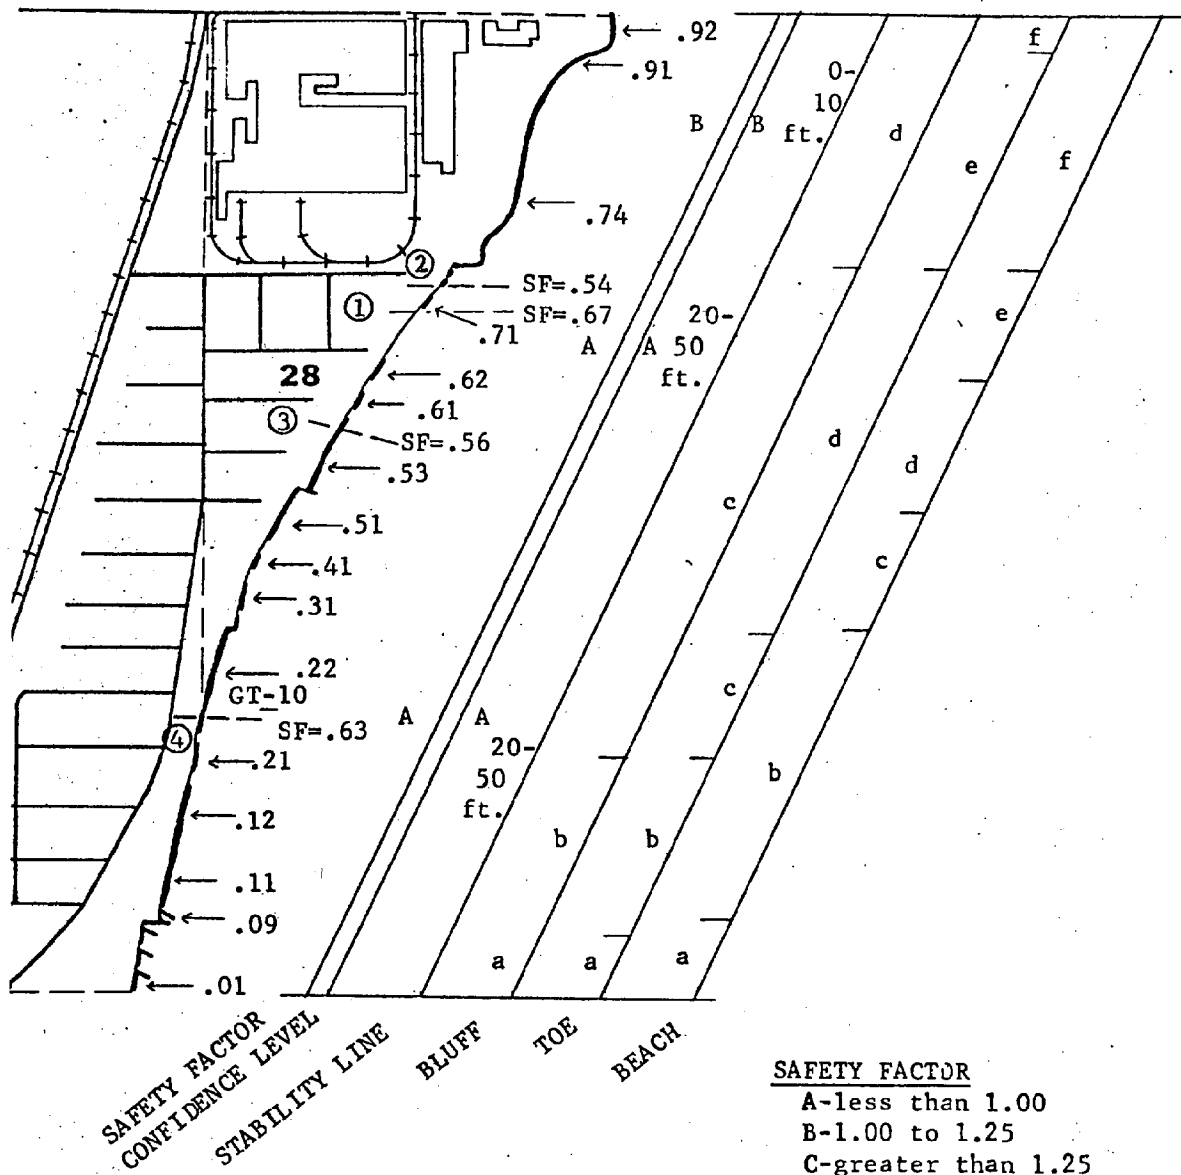 ← .92
← .91
f
0-
10
ft.
B
B
d
e
f
← .74
②
SF=.54
①
SF=.67
.71
20-
50
ft.
A
A
e
28
← .62
← .61
③
SF=.56
d
d
← .53
c
← .51
← .41
c
← .31
← .22
GT-10
c
A
A
④
SF=.63
20-
50
ft.
← .21
b
← .12
b
b
← .11
← .09
a
a
a
← .01
SAFETY FACTOR
CONFIDENCE LEVEL
STABILITY LINE
BLUFF
TOE
BEACH
SAFETY FACTOR
A-less than 1.00
B-1.00 to 1.25
C-greater than 1.25